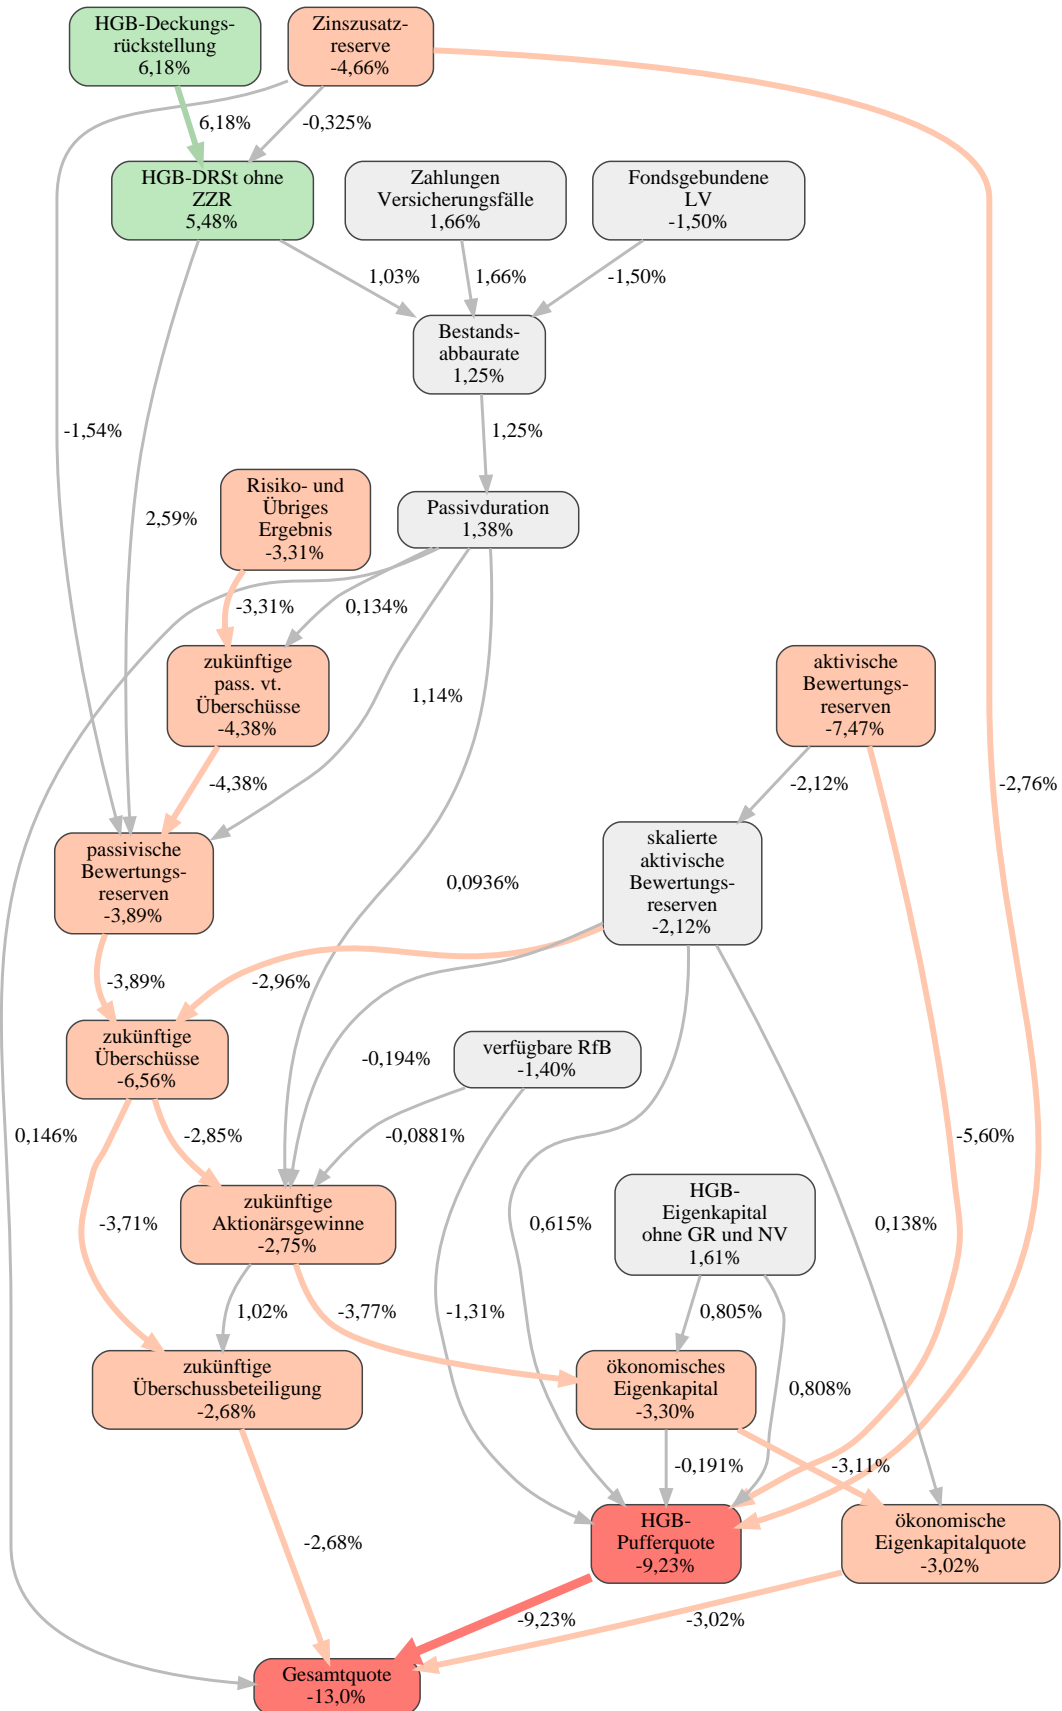 HGB-Deckungs-
rückstellung
6,18%
Zinszusatz-
reserve
-4,66%
6,18%
-0,325%
HGB-DRSt ohne
ZZR
5,48%
Zahlungen
Versicherungsfälle
1,66%
Fondsgebundene
LV
-1,50%
1,03%
1,66%
-1,50%
Bestands-
abbaurate
1,25%
-1,54%
1,25%
Risiko- und
Übriges
Ergebnis
-3,31%
2,59%
Passivduration
1,38%
-3,31%
0,134%
zukünftige
pass. vt.
Überschüsse
-4,38%
1,14%
aktivische
Bewertungs-
reserven
-7,47%
-4,38%
-2,12%
-2,76%
passivische
Bewertungs-
reserven
-3,89%
0,0936%
skalierte
aktivische
Bewertungs-
reserven
-2,12%
-3,89%
-2,96%
zukünftige
Überschüsse
-6,56%
-0,194%
verfügbare RfB
-1,40%
0,146%
-2,85%
-0,0881%
-5,60%
-3,71%
zukünftige
Aktionärsgewinne
-2,75%
0,615%
HGB-
Eigenkapital
ohne GR und NV
1,61%
0,138%
1,02%
-3,77%
-1,31%
0,805%
zukünftige
Überschussbeteiligung
-2,68%
ökonomisches
Eigenkapital
-3,30%
0,808%
-0,191%
-3,11%
-2,68%
HGB-
Pufferquote
-9,23%
ökonomische
Eigenkapitalquote
-3,02%
-9,23%
-3,02%
Gesamtquote
-13,0%